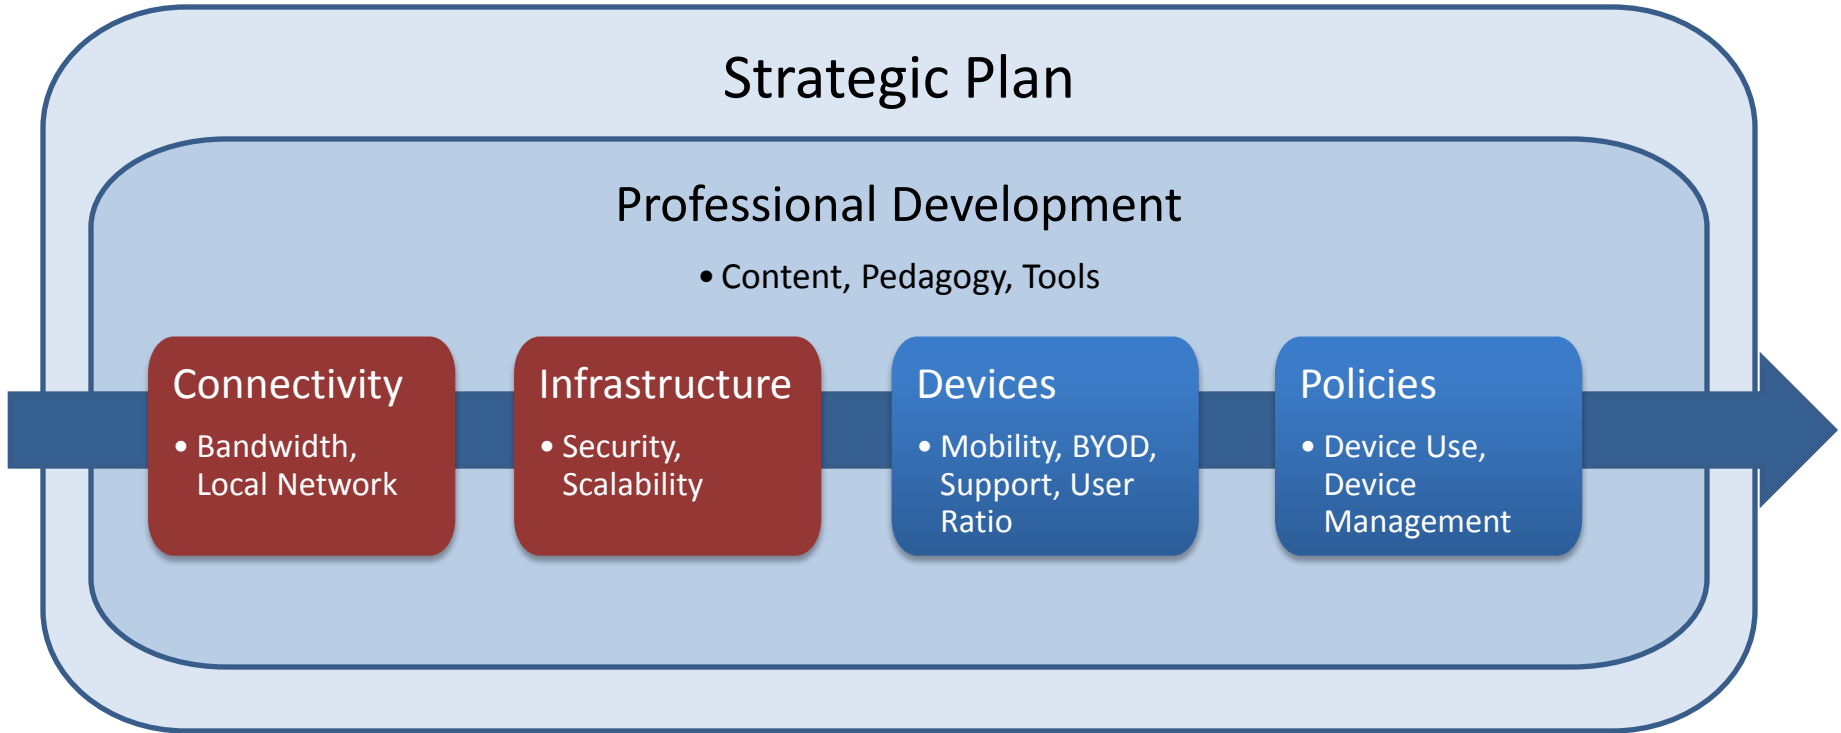 Strategic Plan
Professional Development
• Content, Pedagogy, Tools
Connectivity
• Bandwidth,
Local Network
Infrastructure
• Security,
Scalability
Devices
• Mobility, BYOD,
Support, User
Ratio
Policies
• Device Use,
Device
Management